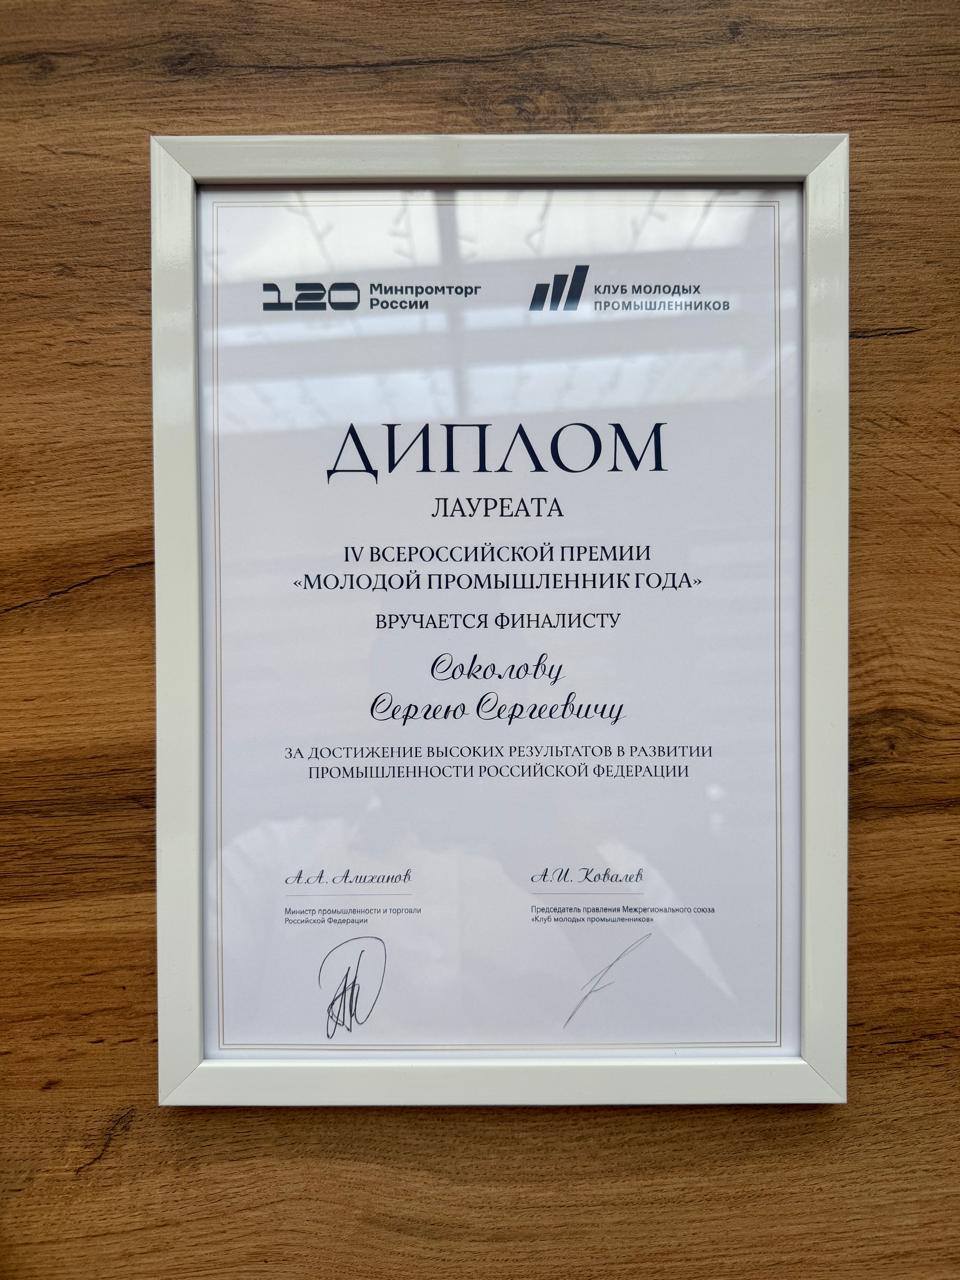 120 Минпромторг
России
КЛУБ МОЛОДЫХ
ПРОМЫШЛЕННИКОВ
ДИПЛОМ
ЛАУРЕАТА
IV ВСЕРОССИЙСКОЙ ПРЕМИИ
«МОЛОДОЙ ПРОМЫШЛЕННИК ГОДА»
ВРУЧАЕТСЯ ФИНАЛИСТУ
Соколову
Сергею Сергеевичу
ЗА ДОСТИЖЕНИЕ ВЫСОКИХ РЕЗУЛЬТАТОВ В РАЗВИТИИ
ПРОМЫШЛЕННОСТИ РОССИЙСКОЙ ФЕДЕРАЦИИ
А.А. Алиханов
Министр промышленности и торговли
Российской Федерации
А.И. Ковалев
Председатель правления Межрегионального союза
«Клуб молодых промышленников»